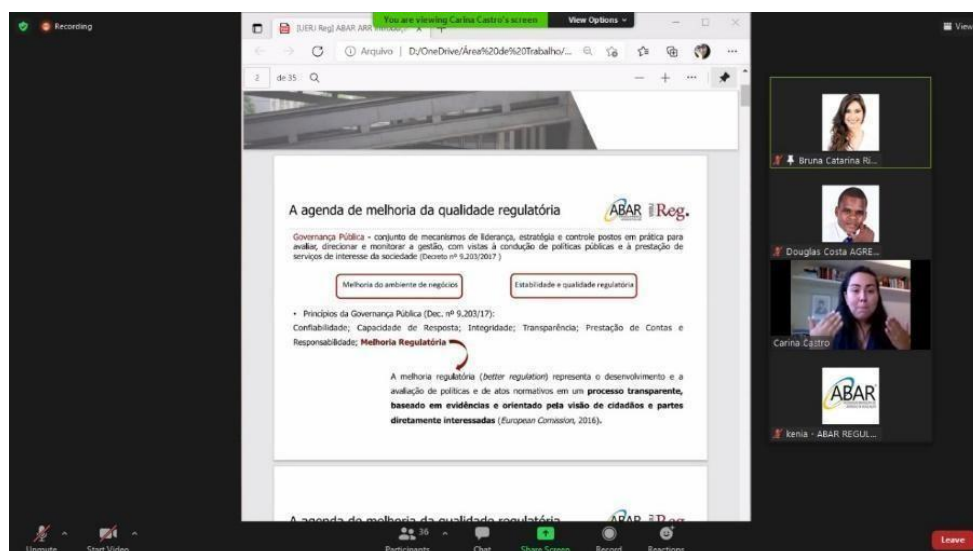 Recording
You are viewing Carina Castro's screen
View Options
View
[UERJ Reg] ABAR ARR
Arquivo | D:/OneDrive/Área%20de%20Trabalho/...
2 de 35
A agenda de melhoria da qualidade regulatória
ABAR Reg.
Governança Pública - conjunto de mecanismos de liderança, estratégia e controle postos em prática para
avaliar, direcionar e monitorar a gestão, com vistas à condução de políticas públicas e à prestação de
serviços de interesse da sociedade (Decreto nº 9.203/2017 )
Melhoria do ambiente de negócios
Estabilidade e qualidade regulatória
• Princípios da Governança Pública (Dec. nº 9.203/17):
Confiabilidade; Capacidade de Resposta; Integridade; Transparência; Prestação de Contas e
Responsabilidade; Melhoria Regulatória
A melhoria regulatória (better regulation) representa o desenvolvimento e a
avaliação de políticas e de atos normativos em um processo transparente,
baseado em evidências e orientado pela visão de cidadãos e partes
diretamente interessadas (European Comission, 2016).
A agenda de melhoria da qualidade regulatória
ABAR Reg
Bruna Catarina Ri...
Douglas Costa AGRE...
Carina Castro
ABAR
kenia - ABAR REGUL...
Unmute
Start Video
36
Participants
Chat
Share Screen
Record
Reactions
Leave